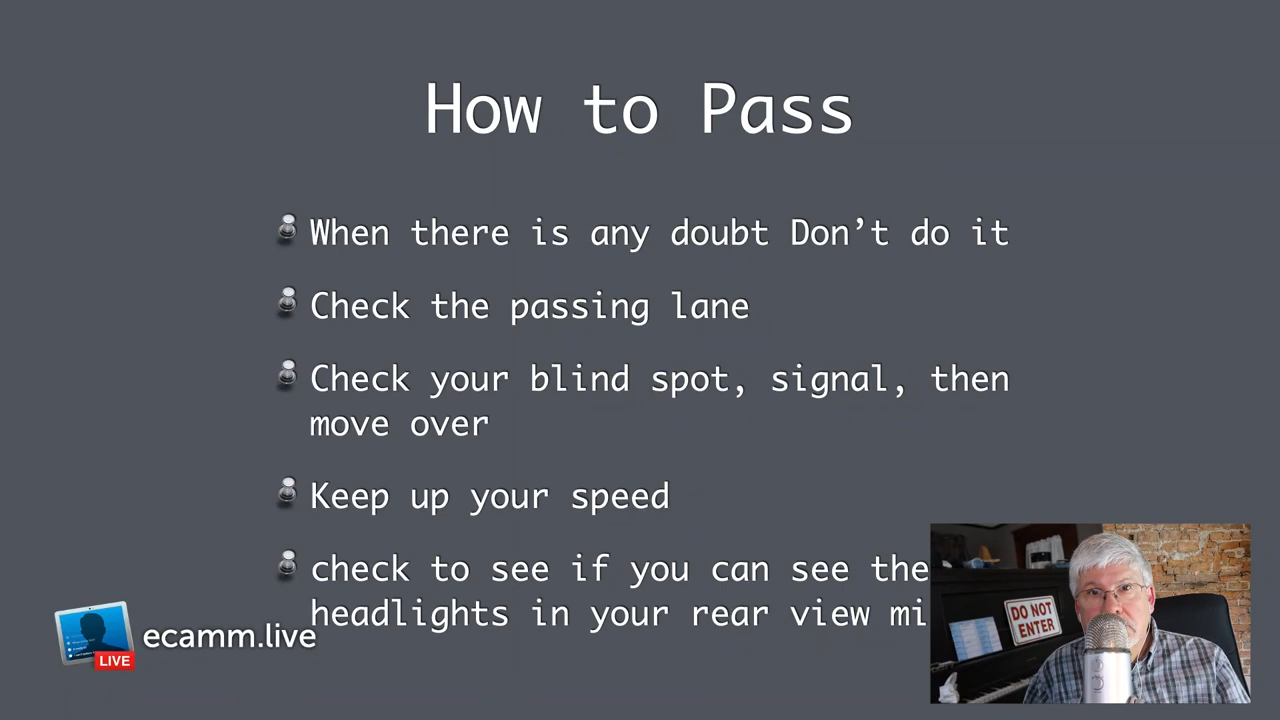 How to Pass
When there is any doubt Don’t do it
Check the passing lane
Check your blind spot, signal, then
move over
Keep up your speed
check to see if you can see the
headlights in your rear view mi
ecamm.live
LIVE
DO NOT
ENTER